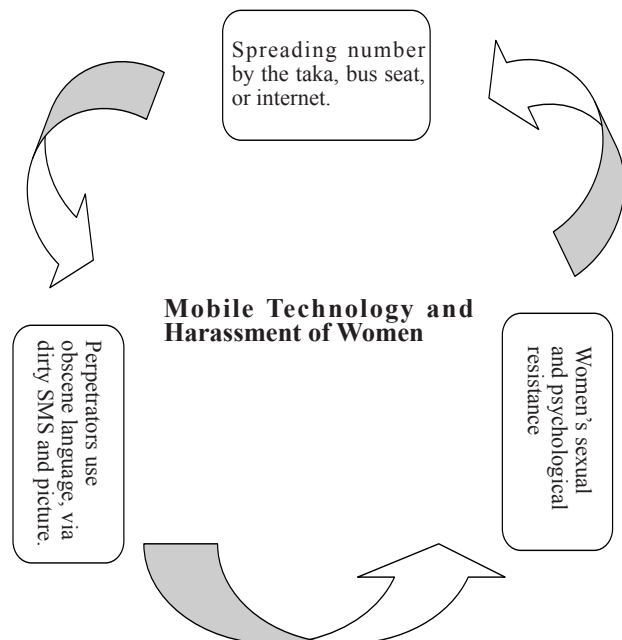 Spreading number
by the taka, bus seat,
or internet.
Mobile Technology and
Harassment of Women
Perpetrators use
obscene language, via
dirty SMS and picture.
Women’s sexual
and psychological
resistance